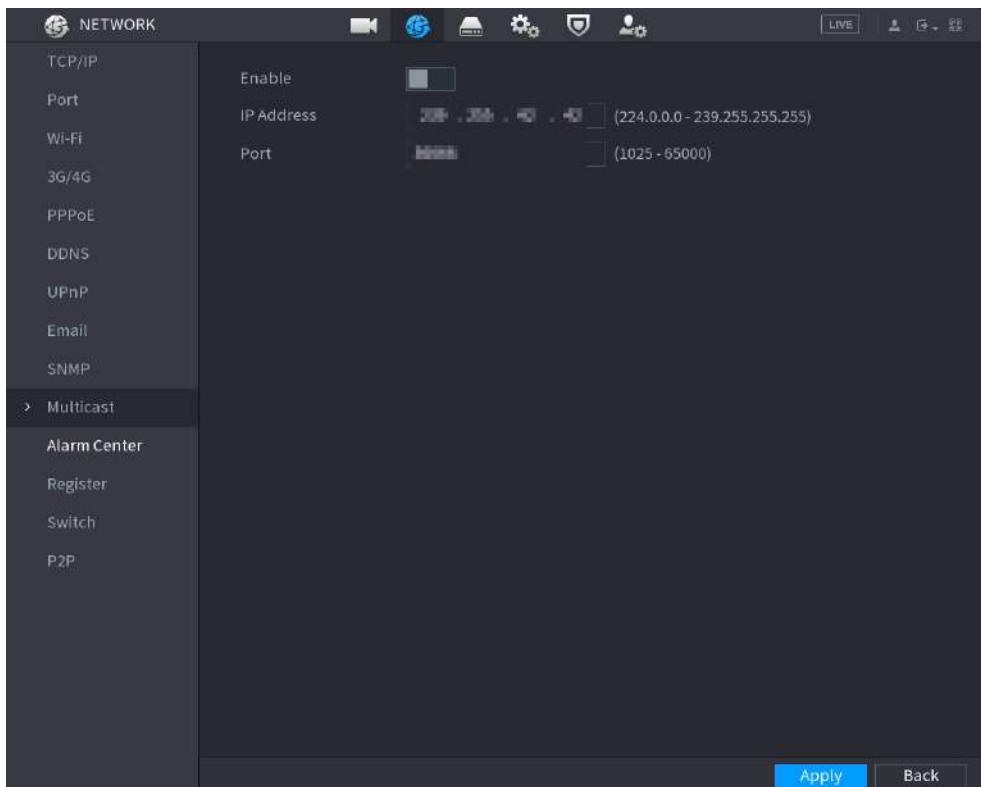 NETWORK
LIVE
TCP/IP
Port
Wi-Fi
3G/4G
PPPoE
DDNS
UPnP
Email
SNMP
> Multicast
Alarm Center
Register
Switch
P2P
Enable
IP Address . . . (224.0.0.0 - 239.255.255.255)
Port (1025 - 65000)
Apply Back